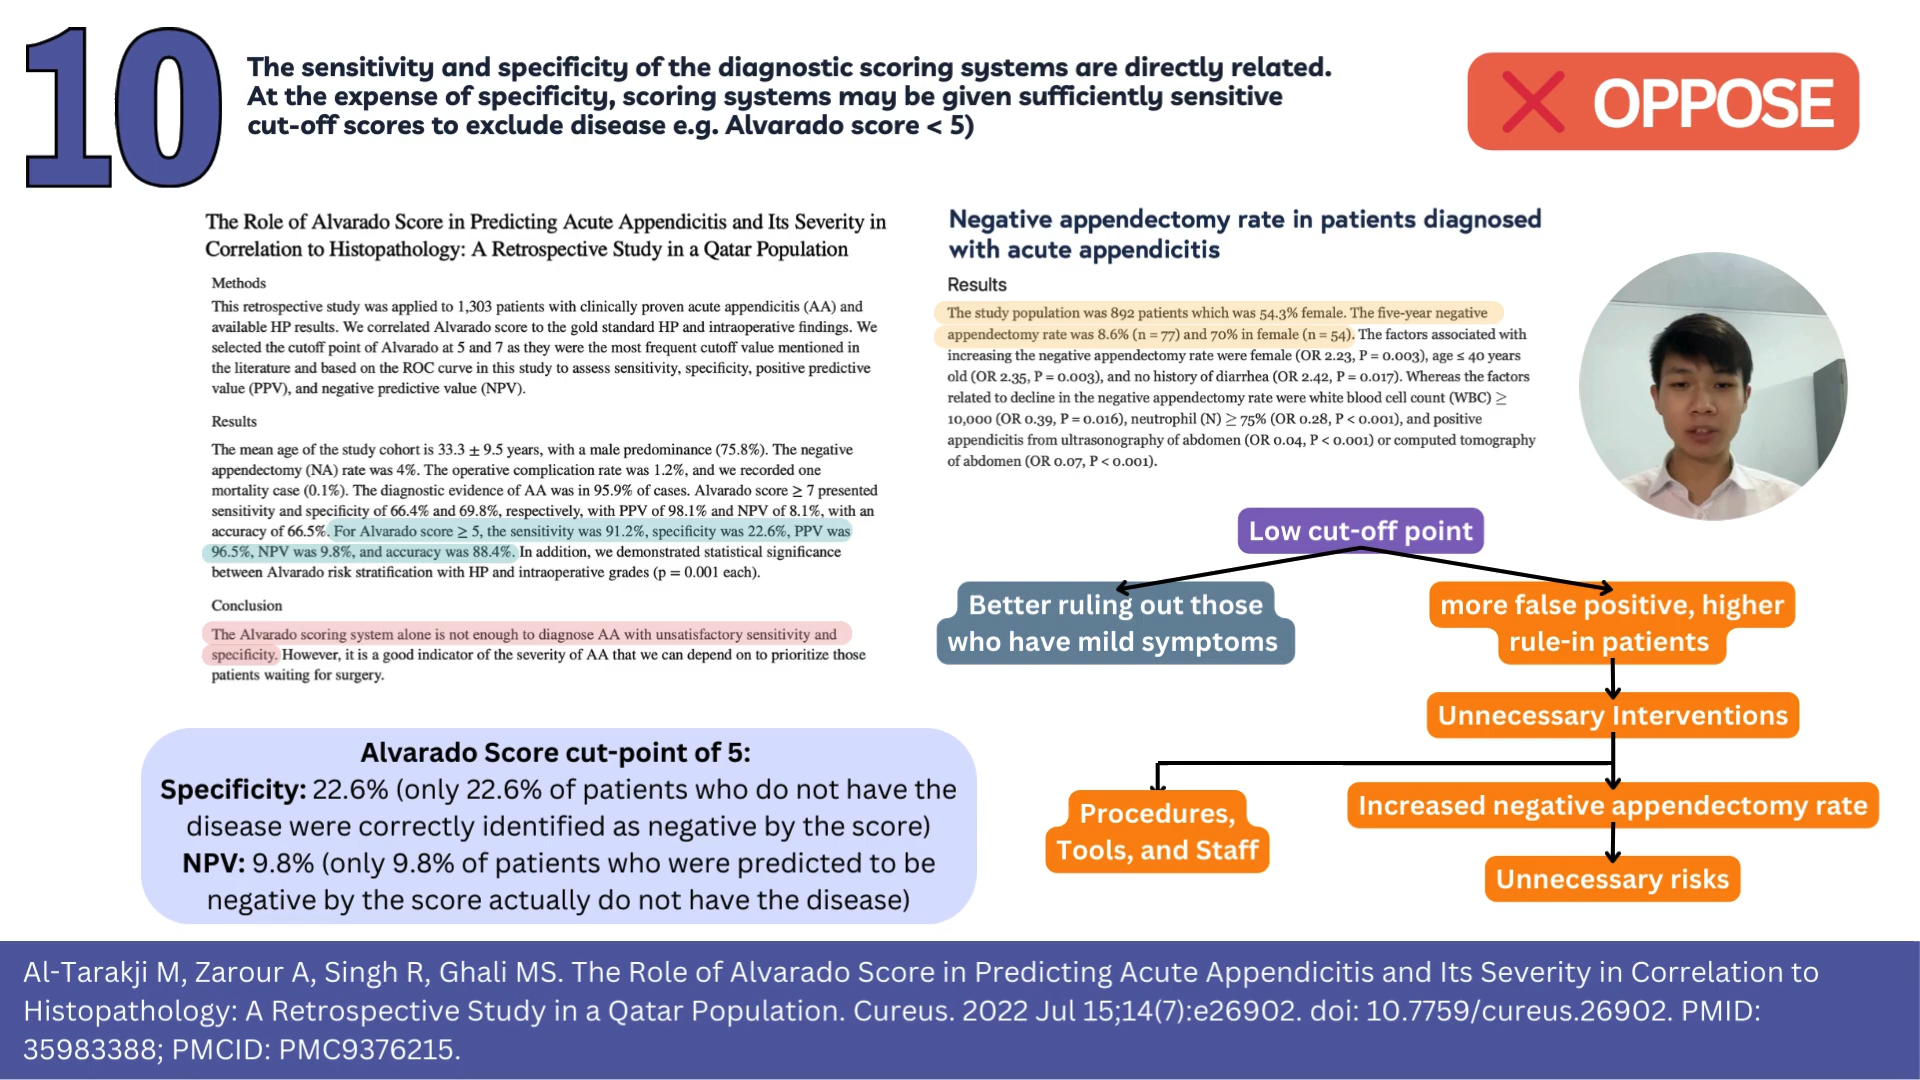 10
The sensitivity and specificity of the diagnostic scoring systems are directly related.
At the expense of specificity, scoring systems may be given sufficiently sensitive
cut-off scores to exclude disease e.g. Alvarado score < 5)
OPPOSE
The Role of Alvarado Score in Predicting Acute Appendicitis and Its Severity in
Correlation to Histopathology: A Retrospective Study in a Qatar Population
Methods
This retrospective study was applied to 1,303 patients with clinically proven acute appendicitis (AA) and
available HP results. We correlated Alvarado score to the gold standard HP and intraoperative findings. We
selected the cutoff point of Alvarado at 5 and 7 as they were the most frequent cutoff value mentioned in
the literature and based on the ROC curve in this study to assess sensitivity, specificity, positive predictive
value (PPV), and negative predictive value (NPV).
Results
The mean age of the study cohort is 33.3 ± 9.5 years, with a male predominance (75.8%). The negative
appendectomy (NA) rate was 4%. The operative complication rate was 1.2%, and we recorded one
mortality case (0.1%). The diagnostic evidence of AA was in 95.9% of cases. Alvarado score ≥ 7 presented
sensitivity and specificity of 66.4% and 69.8%, respectively, with PPV of 98.1% and NPV of 8.1%, with an
accuracy of 66.5%. For Alvarado score ≥ 5, the sensitivity was 91.2%, specificity was 22.6%, PPV was
96.5%, NPV was 9.8%, and accuracy was 88.4%. In addition, we demonstrated statistical significance
between Alvarado risk stratification with HP and intraoperative grades (p = 0.001 each).
Conclusion
The Alvarado scoring system alone is not enough to diagnose AA with unsatisfactory sensitivity and
specificity. However, it is a good indicator of the severity of AA that we can depend on to prioritize those
patients waiting for surgery.
Alvarado Score cut-point of 5:
Specificity: 22.6% (only 22.6% of patients who do not have the
disease were correctly identified as negative by the score)
NPV: 9.8% (only 9.8% of patients who were predicted to be
negative by the score actually do not have the disease)
Negative appendectomy rate in patients diagnosed
with acute appendicitis
Results
The study population was 892 patients which was 54.3% female. The five-year negative
appendectomy rate was 8.6% (n = 77) and 70% in female (n = 54). The factors associated with
increasing the negative appendectomy rate were female (OR 2.23, P = 0.003), age ≤ 40 years
old (OR 2.35, P = 0.003), and no history of diarrhea (OR 2.42, P = 0.017). Whereas the factors
related to decline in the negative appendectomy rate were white blood cell count (WBC) ≥
10,000 (OR 0.39, P = 0.016), neutrophil (N) ≥ 75% (OR 0.28, P < 0.001), and positive
appendicitis from ultrasonography of abdomen (OR 0.04, P < 0.001) or computed tomography
of abdomen (OR 0.07, P < 0.001).
Low cut-off point
Better ruling out those
who have mild symptoms
more false positive, higher
rule-in patients
Unnecessary Interventions
Procedures,
Tools, and Staff
Increased negative appendectomy rate
Unnecessary risks
Al-Tarakji M, Zarour A, Singh R, Ghali MS. The Role of Alvarado Score in Predicting Acute Appendicitis and Its Severity in Correlation to
Histopathology: A Retrospective Study in a Qatar Population. Cureus. 2022 Jul 15;14(7):e26902. doi: 10.7759/cureus.26902. PMID:
35983388; PMCID: PMC9376215.